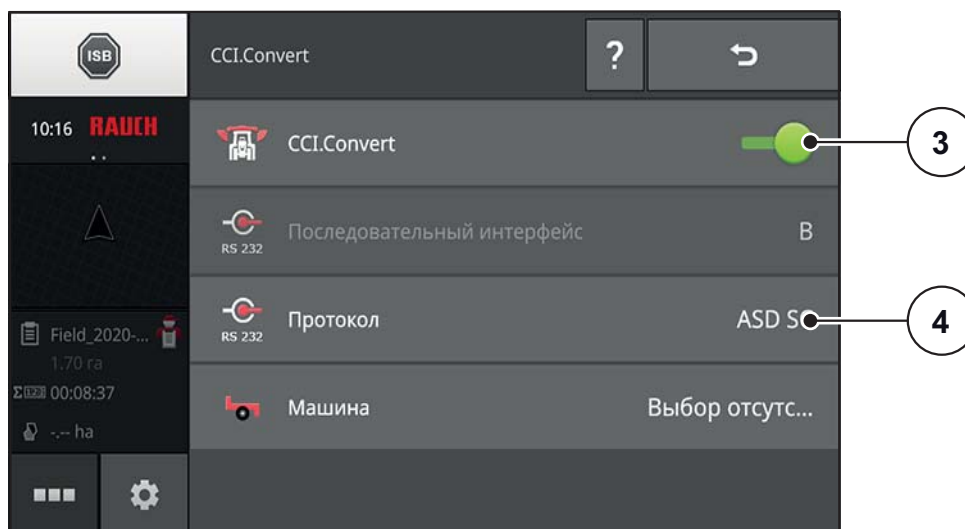 ISB
CCI.Convert
?
10:16 RAUCH
CCI.Convert
3
RS 232
Последовательный интерфейс
B
RS 232
Протокол
ASD S
4
Field_2020-...
1.70 га
Σ 123 00:08:37
-.-- ha
Машина
Выбор отсутс...